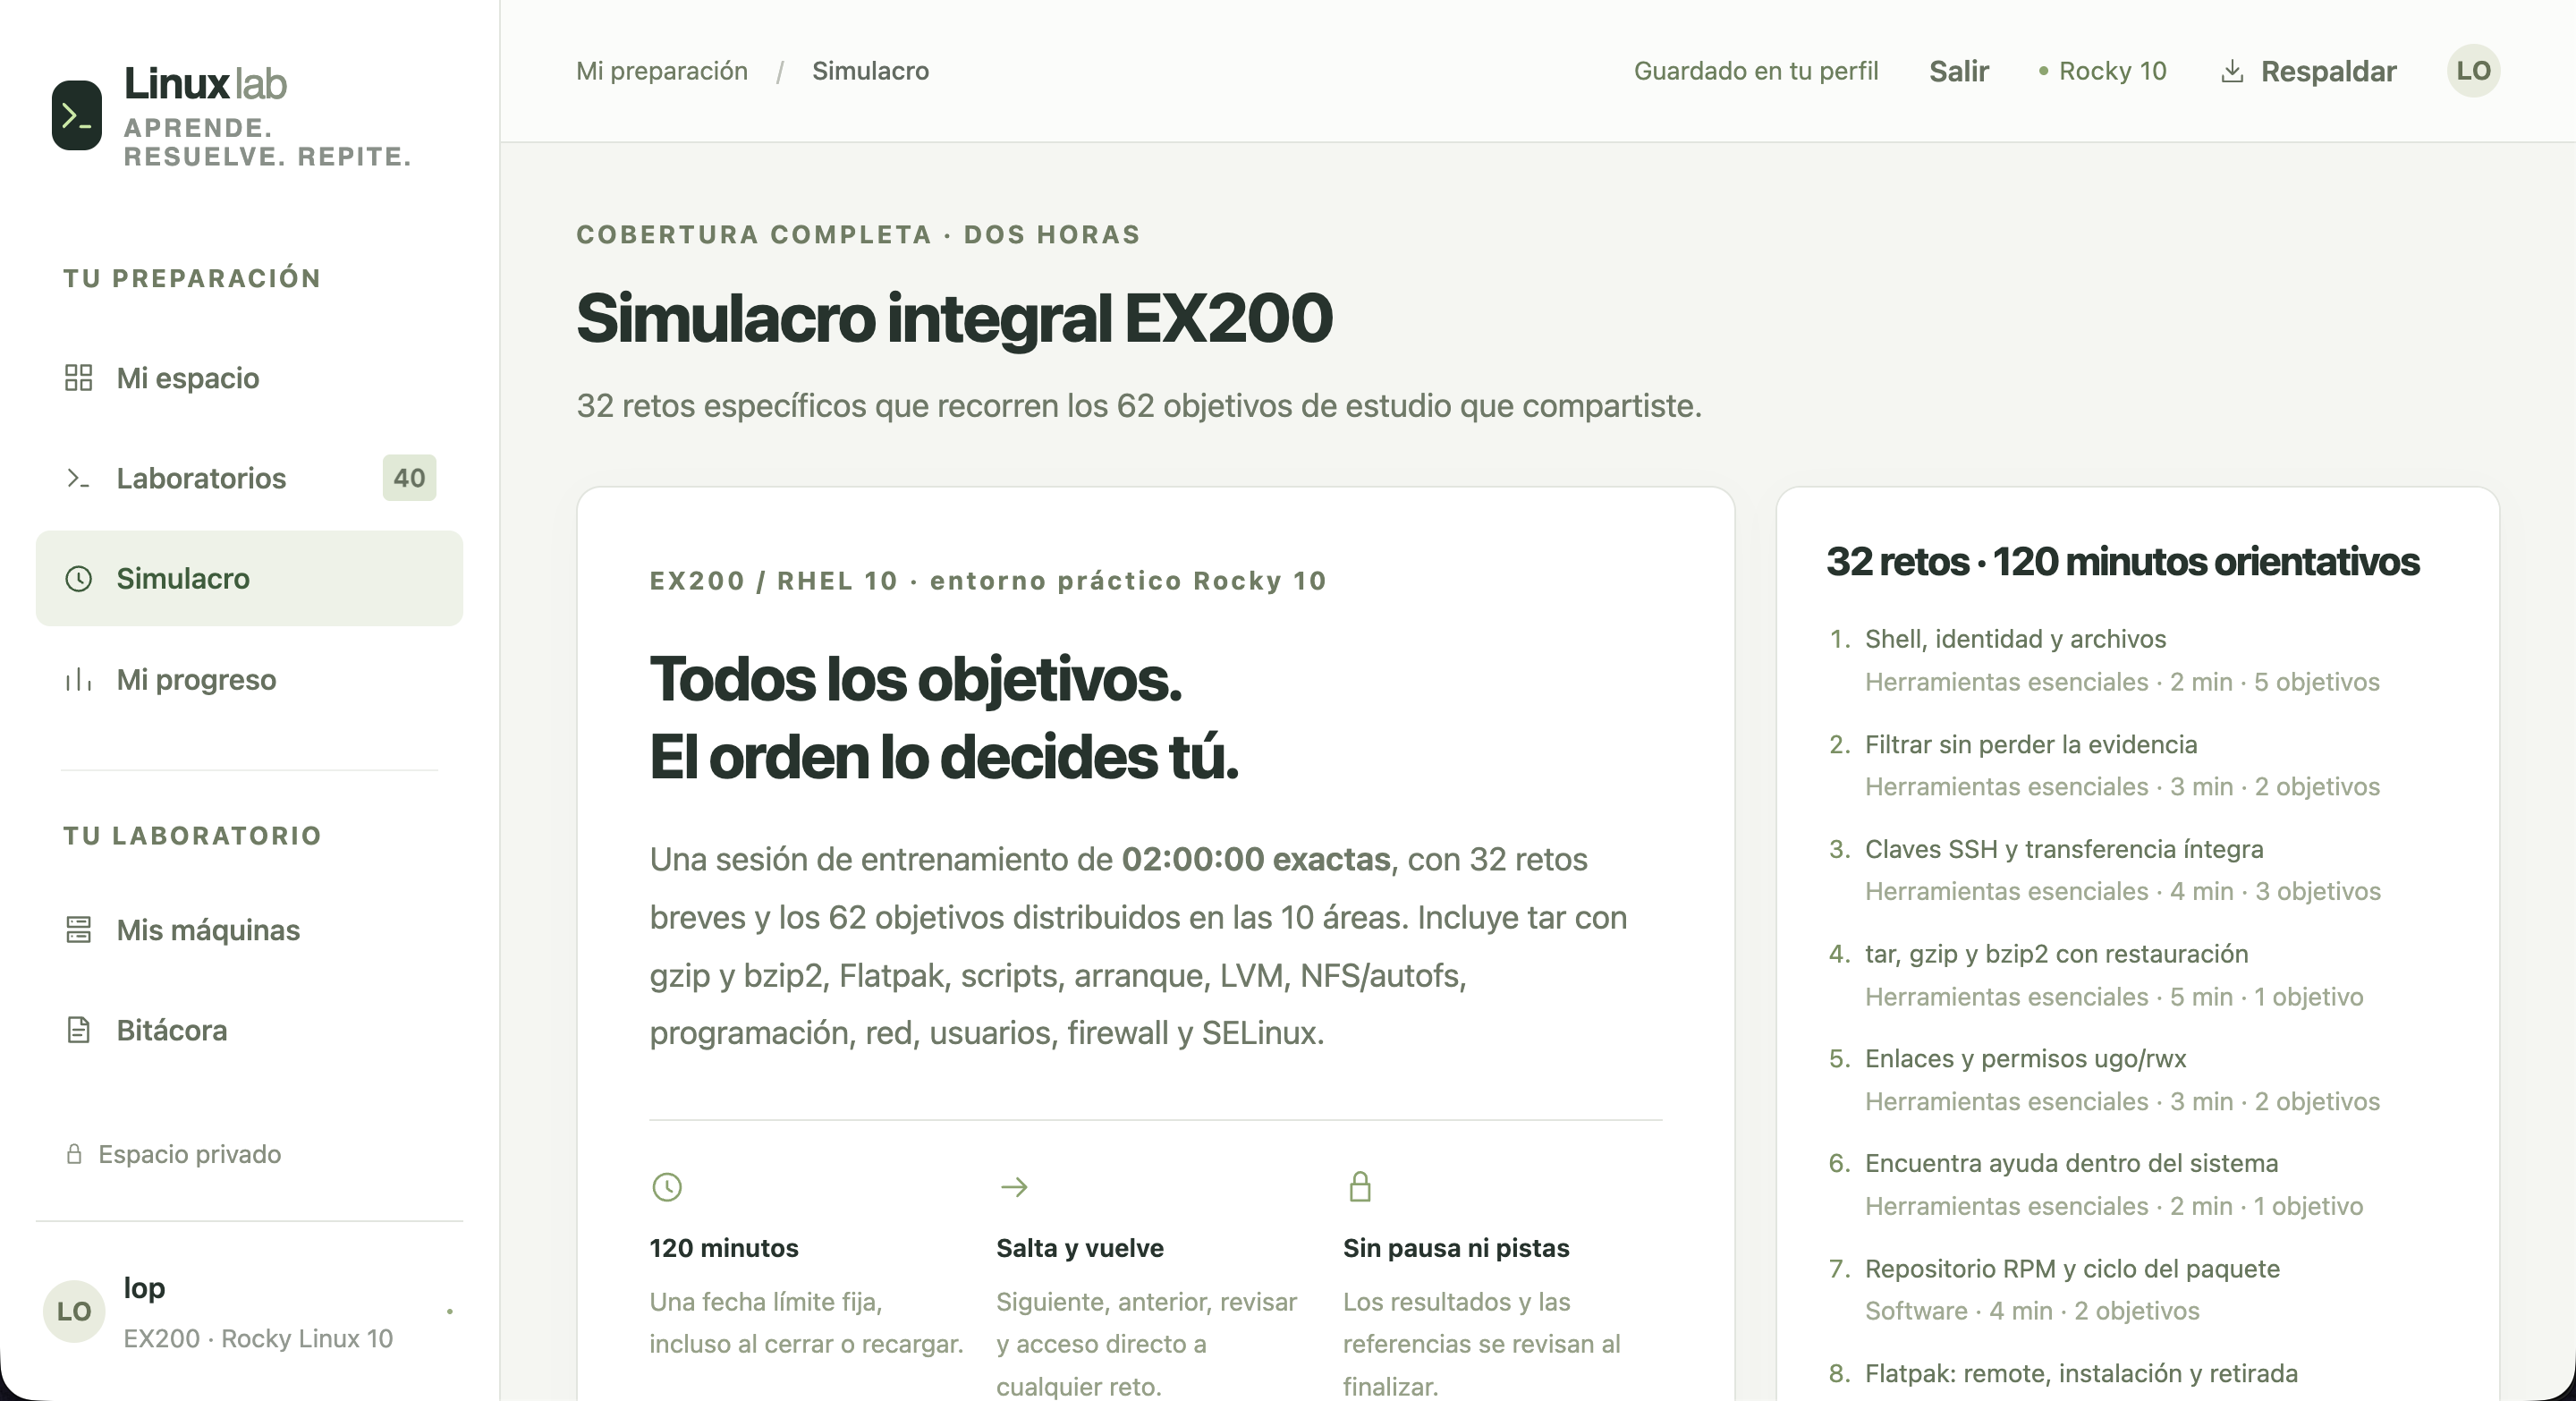 Linux lab
APRENDE.
RESUELVE. REPITE.
TU PREPARACIÓN
Mi espacio
Laboratorios 40
Simulacro
Mi progreso
TU LABORATORIO
Mis máquinas
Bitácora
Espacio privado
LO
lop
EX200 · Rocky Linux 10
Mi preparación / Simulacro
Guardado en tu perfil
Salir
Rocky 10
Respaldar
LO
COBERTURA COMPLETA · DOS HORAS
Simulacro integral EX200
32 retos específicos que recorren los 62 objetivos de estudio que compartiste.
EX200 / RHEL 10 · entorno práctico Rocky 10
Todos los objetivos.
El orden lo decides tú.
Una sesión de entrenamiento de 02:00:00 exactas, con 32 retos
breves y los 62 objetivos distribuidos en las 10 áreas. Incluye tar con
gzip y bzip2, Flatpak, scripts, arranque, LVM, NFS/autofs,
programación, red, usuarios, firewall y SELinux.
120 minutos
Una fecha límite fija,
incluso al cerrar o recargar.
Salta y vuelve
Siguiente, anterior, revisar
y acceso directo a
cualquier reto.
Sin pausa ni pistas
Los resultados y las
referencias se revisan al
finalizar.
32 retos · 120 minutos orientativos
1. Shell, identidad y archivos
Herramientas esenciales · 2 min · 5 objetivos
2. Filtrar sin perder la evidencia
Herramientas esenciales · 3 min · 2 objetivos
3. Claves SSH y transferencia íntegra
Herramientas esenciales · 4 min · 3 objetivos
4. tar, gzip y bzip2 con restauración
Herramientas esenciales · 5 min · 1 objetivo
5. Enlaces y permisos ugo/rwx
Herramientas esenciales · 3 min · 2 objetivos
6. Encuentra ayuda dentro del sistema
Herramientas esenciales · 2 min · 1 objetivo
7. Repositorio RPM y ciclo del paquete
Software · 4 min · 2 objetivos
8. Flatpak: remote, instalación y retirada